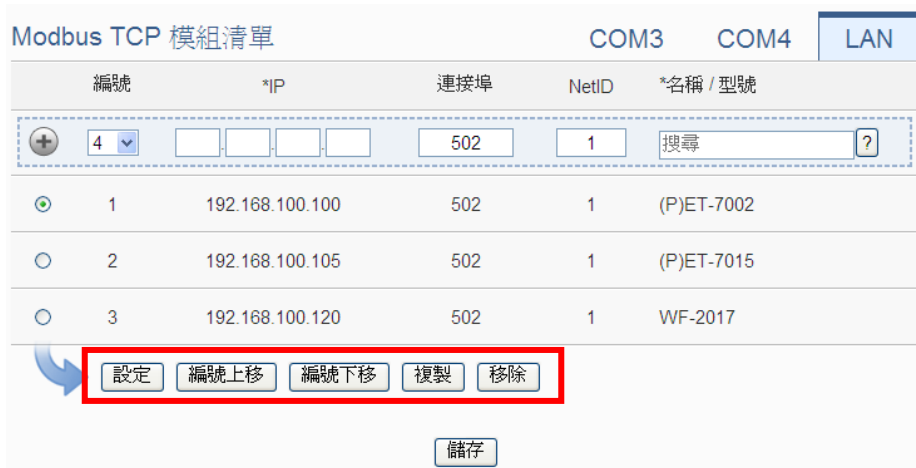 Modbus TCP 模組清單 COM3 COM4 LAN
編號 *IP 連接埠 NetID *名稱 / 型號
4 . . . 502 1 搜尋 ?
1 192.168.100.100 502 1 (P)ET-7002
2 192.168.100.105 502 1 (P)ET-7015
3 192.168.100.120 502 1 WF-2017
設定 編號上移 編號下移 複製 移除
儲存